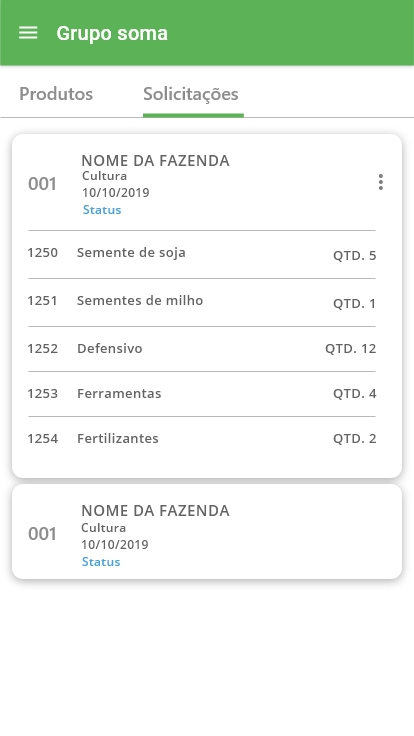 Grupo soma
Produtos Solicitações
NOME DA FAZENDA
001 Cultura
10/10/2019
Status
1250 Semente de soja QTD. 5
1251 Sementes de milho QTD. 1
1252 Defensivo QTD. 12
1253 Ferramentas QTD. 4
1254 Fertilizantes QTD. 2
NOME DA FAZENDA
001 Cultura
10/10/2019
Status